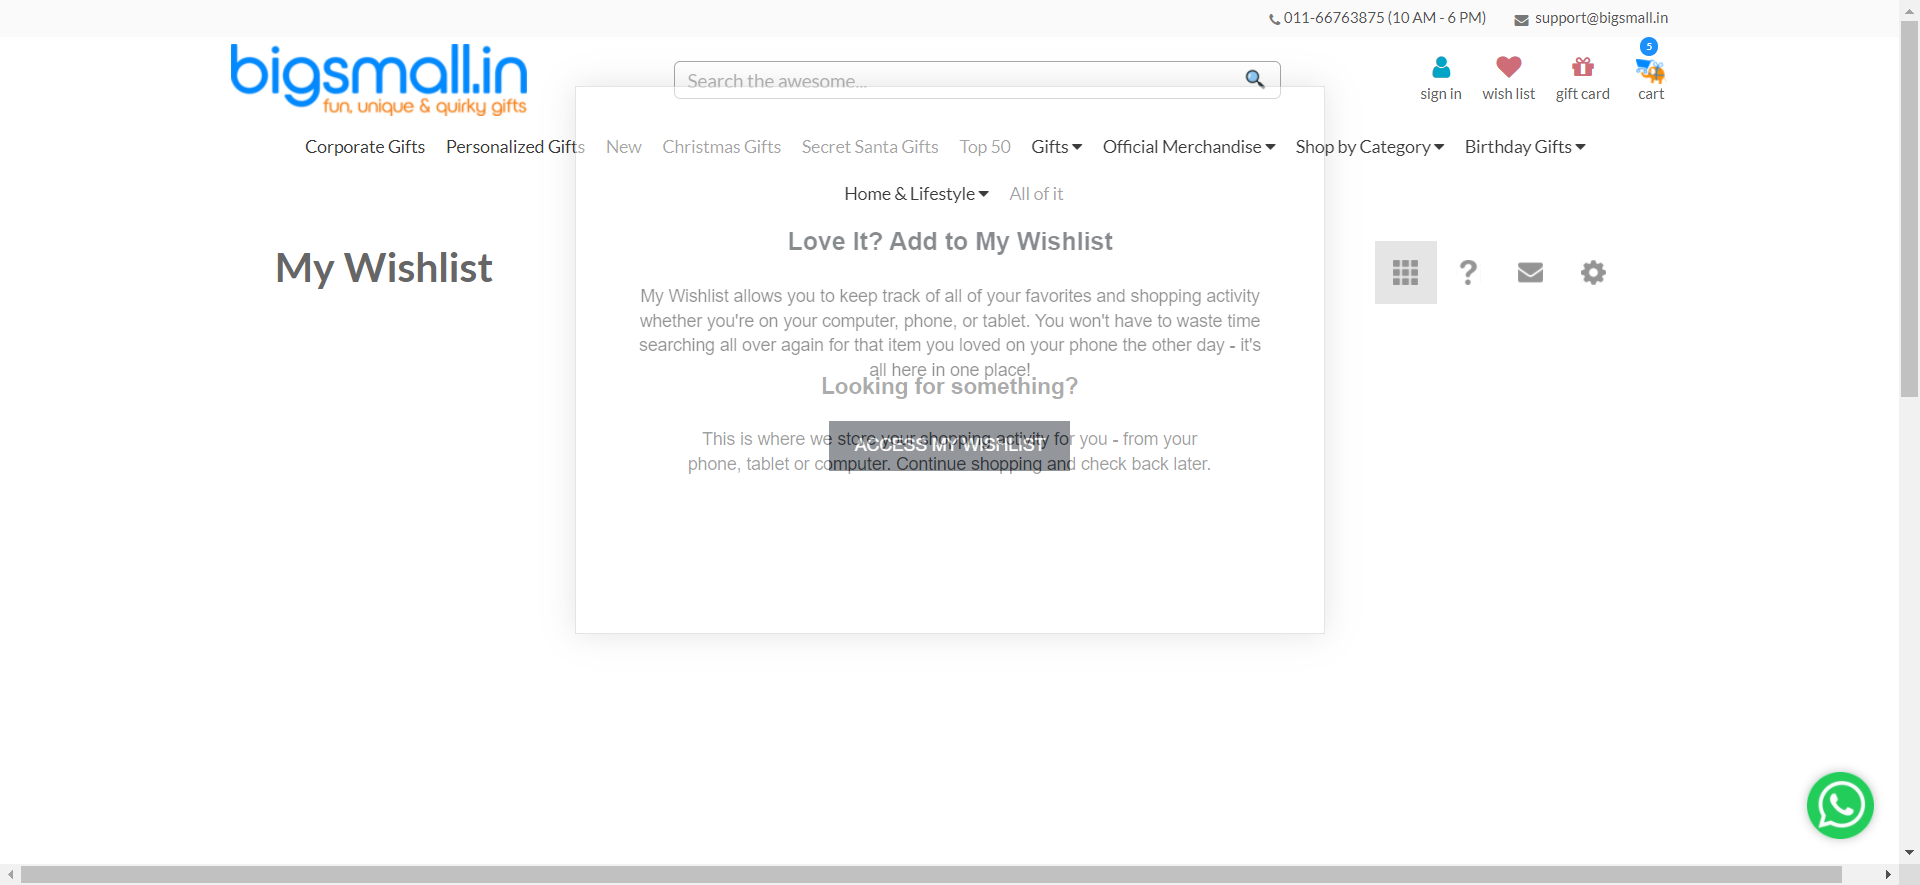 011-66763875 (10 AM - 6 PM) support@bigsmall.in
bigsmall.in
fun, unique & quirky gifts
Search the awesome...
5
sign in wish list gift card cart
Corporate Gifts Personalized Gifts New Christmas Gifts Secret Santa Gifts Top 50 Gifts Official Merchandise Shop by Category Birthday Gifts
Home & Lifestyle All of it
My Wishlist
Love It? Add to My Wishlist
My Wishlist allows you to keep track of all of your favorites and shopping activity
whether you're on your computer, phone, or tablet. You won't have to waste time
searching all over again for that item you loved on your phone the other day - it's
all here in one place!
Looking for something?
This is where we store your shopping activity for you - from your
phone, tablet or computer. Continue shopping and check back later.
ACCESS MY WISHLIST